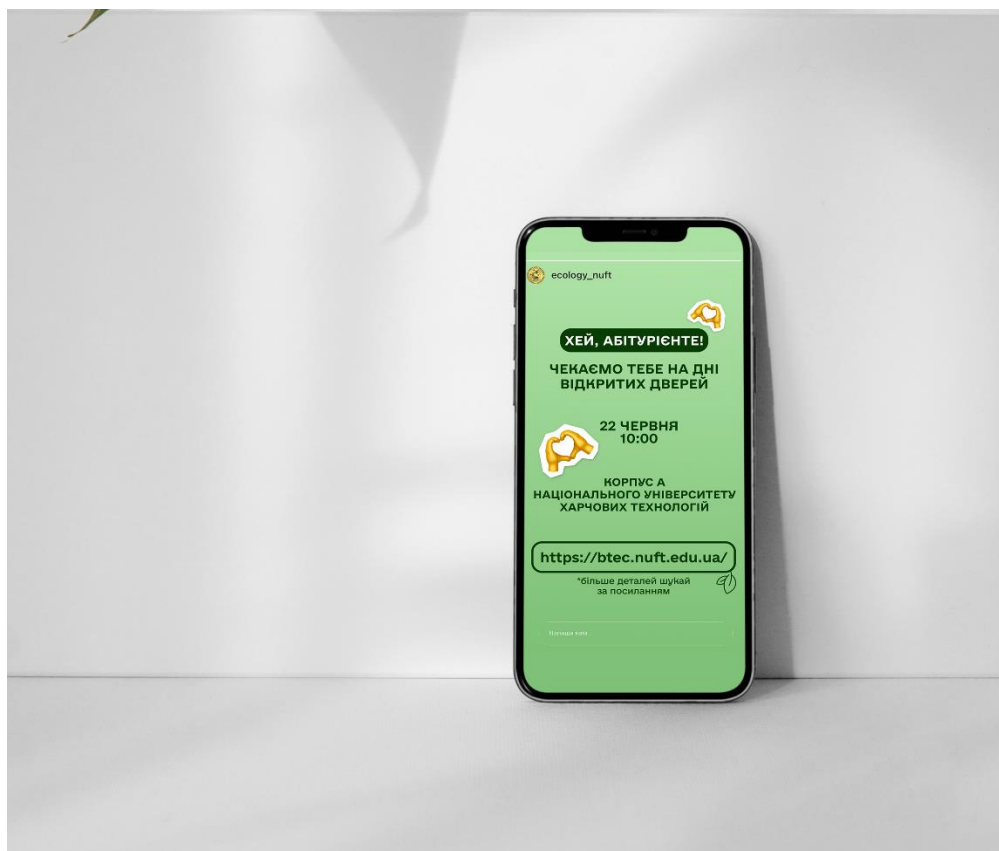 ecology_nuft
ХЕЙ, АБІТУРІЄНТЕ!
ЧЕКАЄМО ТЕБЕ НА ДНІ
ВІДКРИТИХ ДВЕРЕЙ
22 ЧЕРВНЯ
10:00
КОРПУС А
НАЦІОНАЛЬНОГО УНІВЕРСИТЕТУ
ХАРЧОВИХ ТЕХНОЛОГІЙ
https://btec.nuft.edu.ua/
*більше деталей шукай
за посиланням